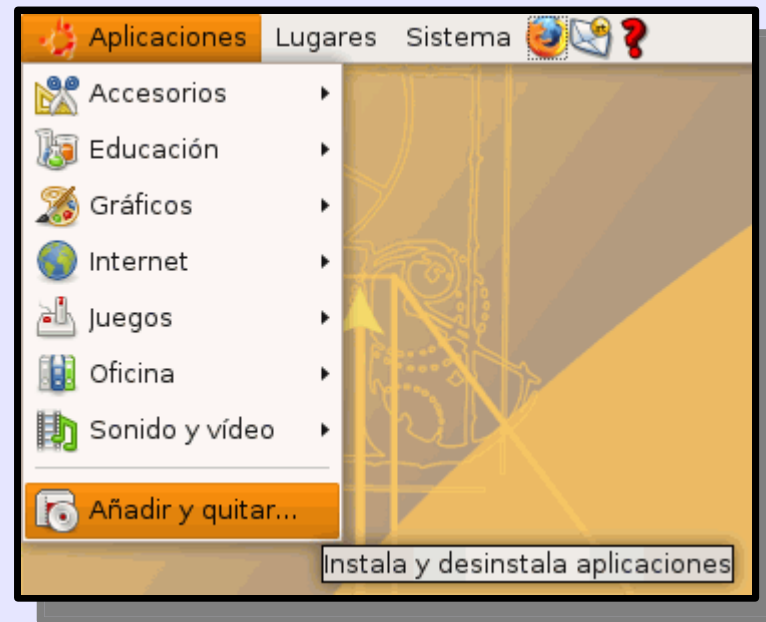 Aplicaciones Lugares Sistema
Accesorios
Educación
Gráficos
Internet
Juegos
Oficina
Sonido y vídeo
Añadir y quitar...
Instala y desinstala aplicaciones